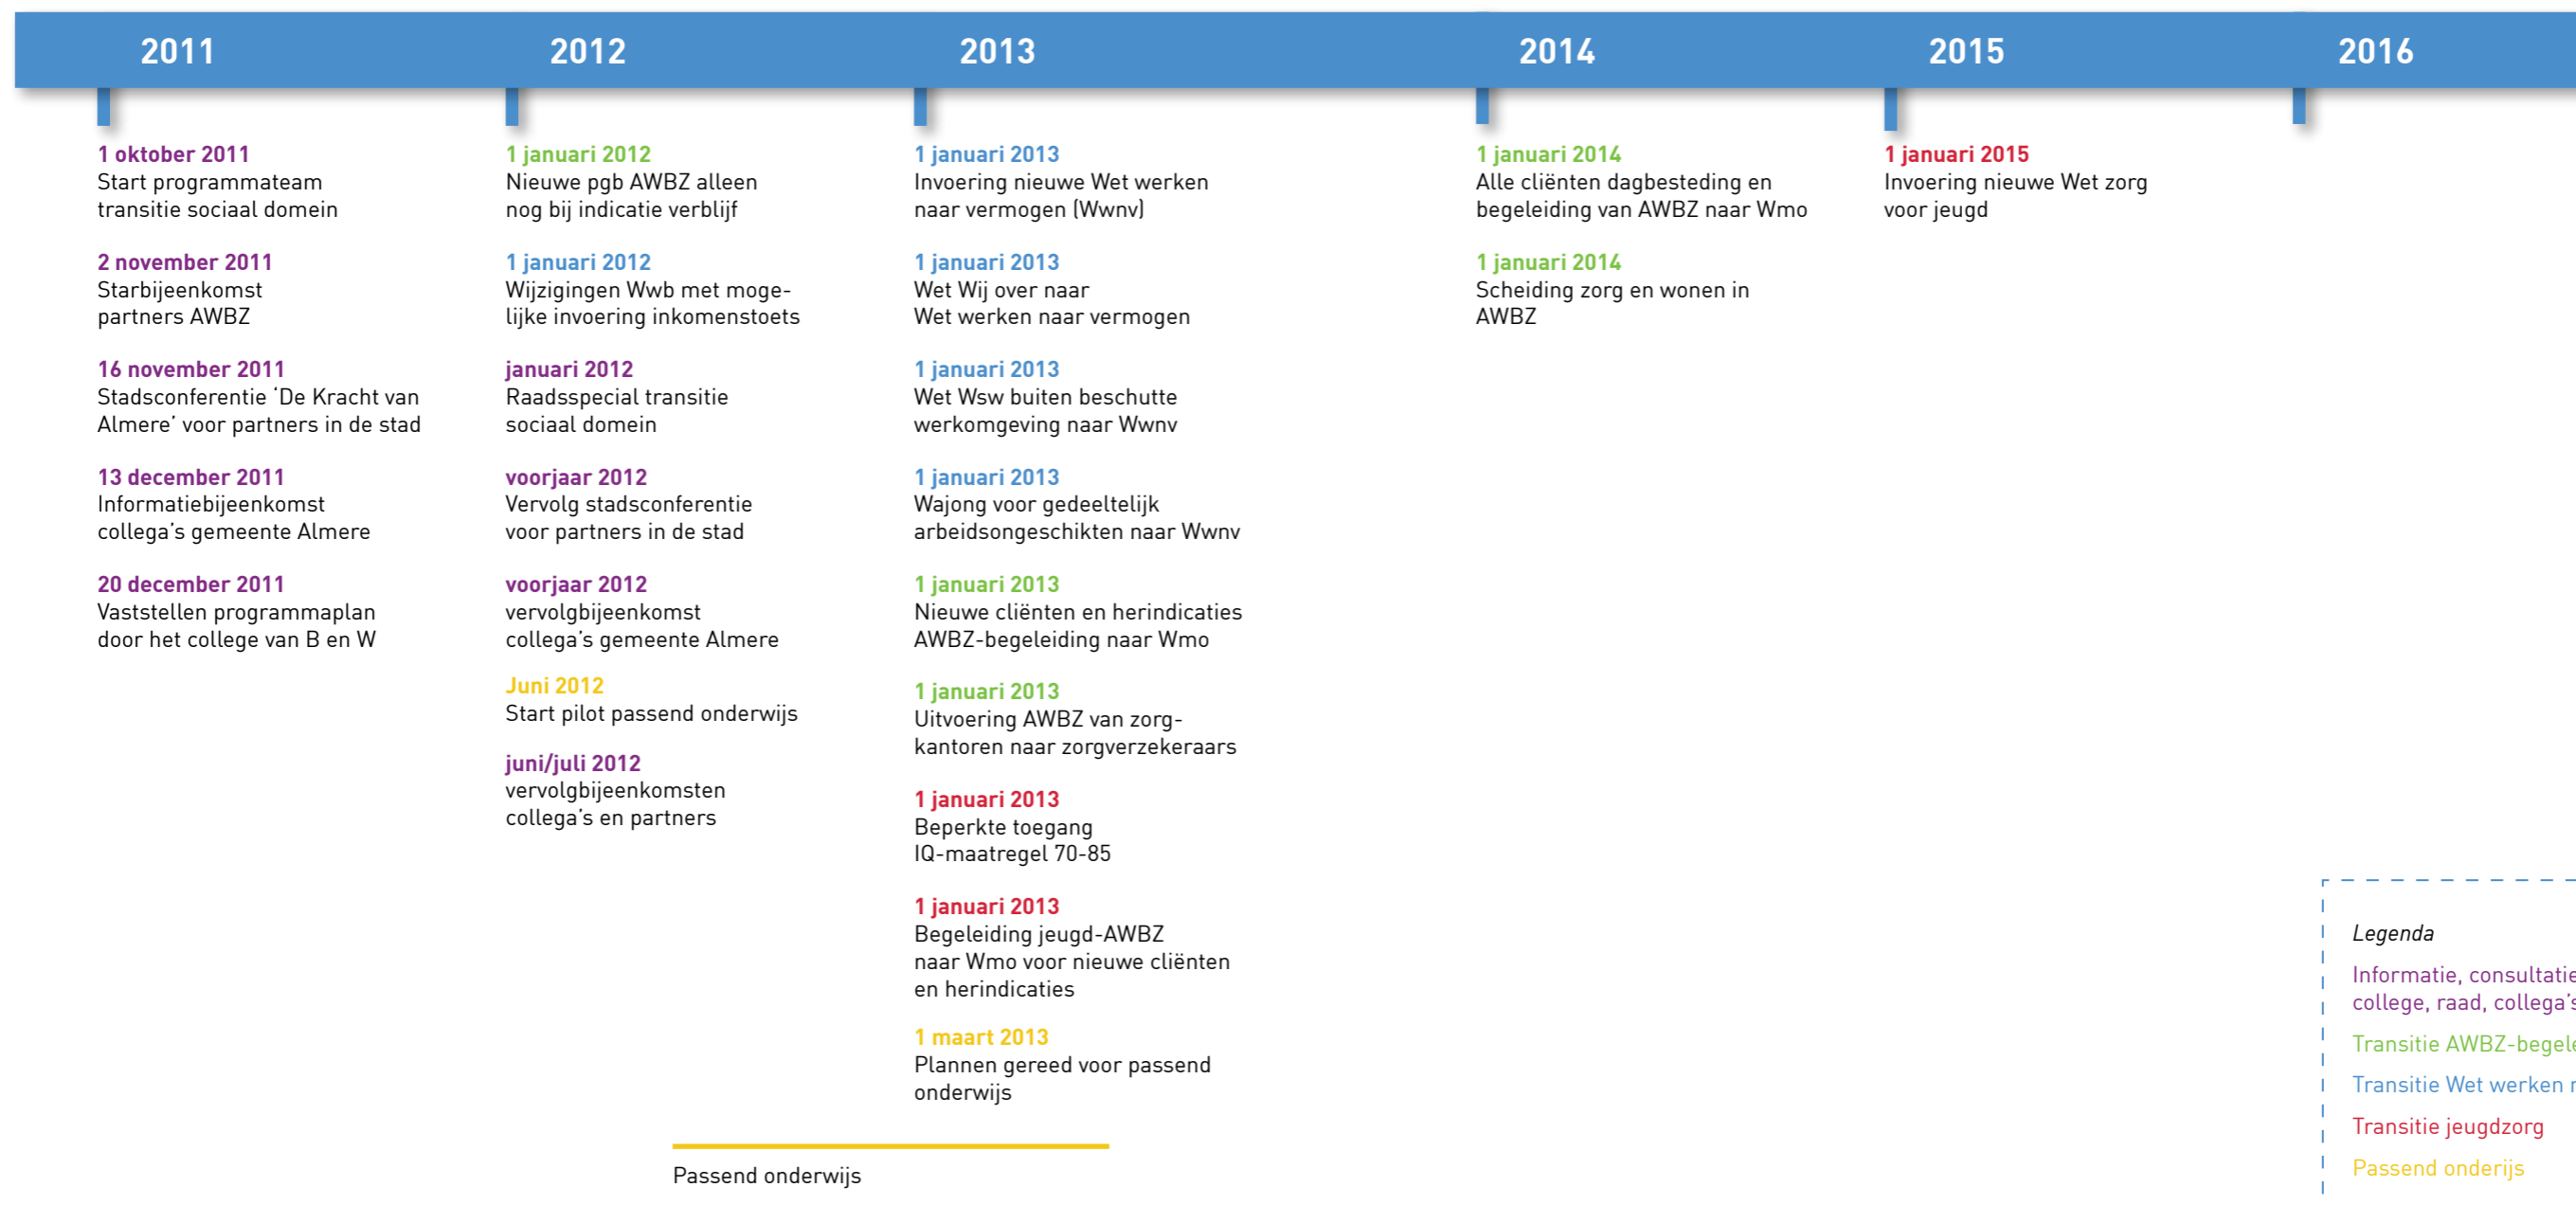 2011
2012
2013
2014
2015
2016
1 oktober 2011
Start programmateam
transitie sociaal domein
2 november 2011
Starbijeenkomst
partners AWBZ
16 november 2011
Stadsconferentie ‘De Kracht van
Almere’ voor partners in de stad
13 december 2011
Informatiebijeenkomst
collega’s gemeente Almere
20 december 2011
Vaststellen programmaplan
door het college van B en W
1 januari 2012
Nieuwe pgb AWBZ alleen
nog bij indicatie verblijf
1 januari 2012
Wijzigingen Wwb met moge-
lijke invoering inkomenstoets
januari 2012
Raadsspecial transitie
sociaal domein
voorjaar 2012
Vervolg stadsconferentie
voor partners in de stad
voorjaar 2012
vervolgbijeenkomst
collega’s gemeente Almere
Juni 2012
Start pilot passend onderwijs
juni/juli 2012
vervolgbijeenkomsten
collega’s en partners
1 januari 2013
Invoering nieuwe Wet werken
naar vermogen (Wwnv)
1 januari 2013
Wet Wij over naar
Wet werken naar vermogen
1 januari 2013
Wet Wsw buiten beschutte
werkomgeving naar Wwnv
1 januari 2013
Wajong voor gedeeltelijk
arbeidsongeschikten naar Wwnv
1 januari 2013
Nieuwe cliënten en herindicaties
AWBZ-begeleiding naar Wmo
1 januari 2013
Uitvoering AWBZ van zorg-
kantoren naar zorgverzekeraars
1 januari 2013
Beperkte toegang
IQ-maatregel 70-85
1 januari 2013
Begeleiding jeugd-AWBZ
naar Wmo voor nieuwe cliënten
en herindicaties
1 maart 2013
Plannen gereed voor passend
onderwijs
Passend onderwijs
1 januari 2014
Alle cliënten dagbesteding en
begeleiding van AWBZ naar Wmo
1 januari 2014
Scheiding zorg en wonen in
AWBZ
1 januari 2015
Invoering nieuwe Wet zorg
voor jeugd
Legenda
Informatie, consultatie
college, raad, collega’s
Transitie AWBZ-begele
Transitie Wet werken
Transitie jeugdzorg
Passend onderijs